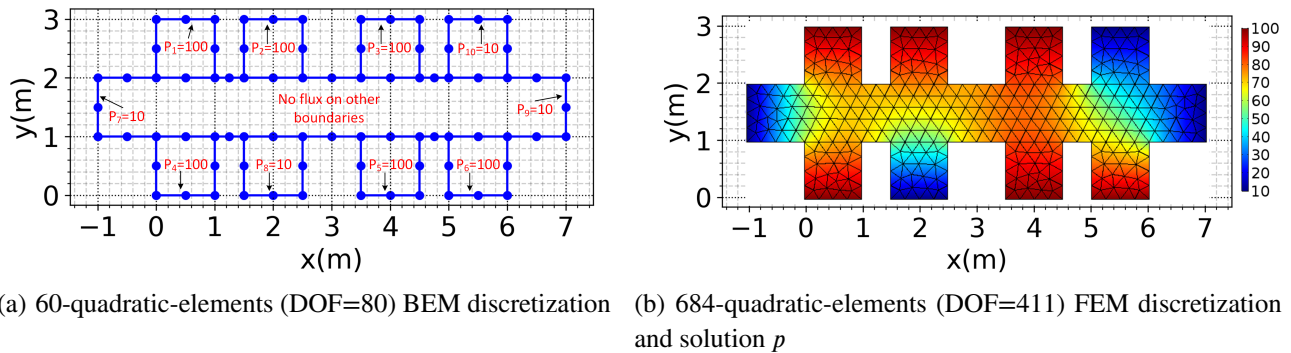 3
P1=100 P2=100 P3=100 P10=10
2
No flux on other
boundaries
P7=10 P9=10
y(m)
1
P4=100 P8=10 P5=100 P6=100
0
−1 0 1 2 3 4 5 6 7
x(m)
(a) 60-quadratic-elements (DOF=80) BEM discretization
3
2
y(m)
1
0
−1 0 1 2 3 4 5 6 7
x(m)
100
90
80
70
60
50
40
30
20
10
(b) 684-quadratic-elements (DOF=411) FEM discretization
and solution p